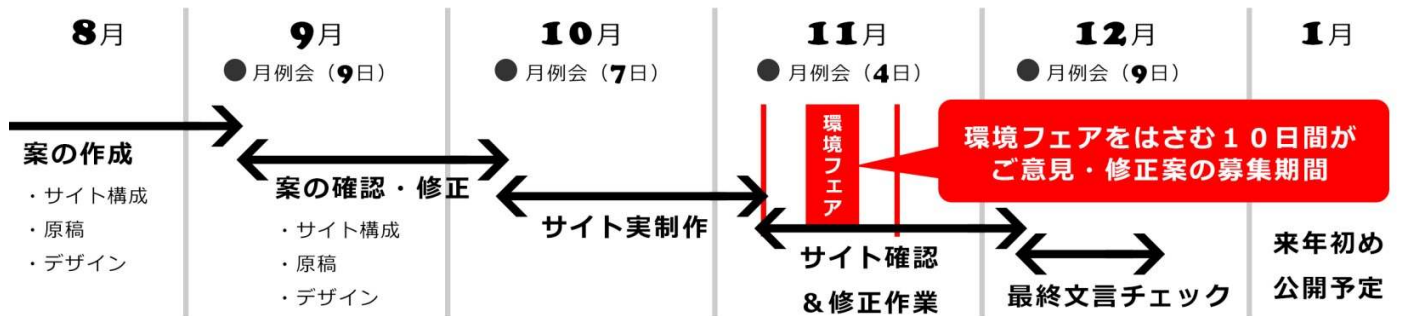 8月
9月
●月例会（9日）
10月
●月例会（7日）
11月
●月例会（4日）
12月
●月例会（9日）
1月
案の作成
・サイト構成
・原稿
・デザイン
案の確認・修正
・サイト構成
・原稿
・デザイン
サイト実制作
環境フェア
環境フェアをはさむ１０日間が
ご意見・修正案の募集期間
サイト確認
＆修正作業
最終文言チェック
来年初め
公開予定